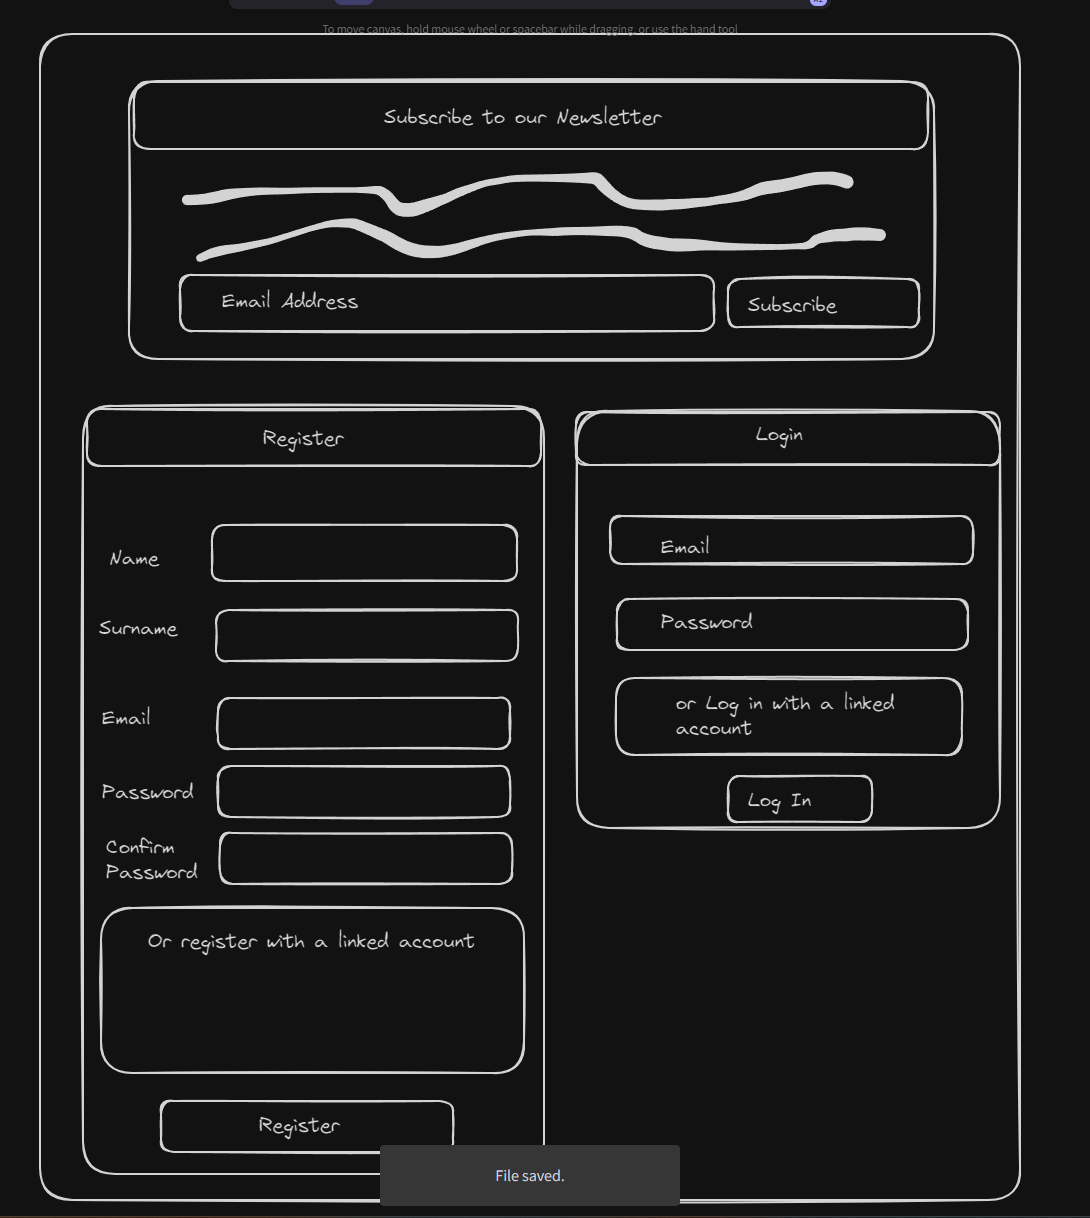 To move canvas, hold mouse wheel or spacebar while dragging, or use the hand tool
Subscribe to our Newsletter
Email Address
Subscribe
Register
Name
Surname
Email
Password
Confirm
Password
Or register with a linked account
Register
Login
Email
Password
or Log in with a linked
account
Log In
File saved.